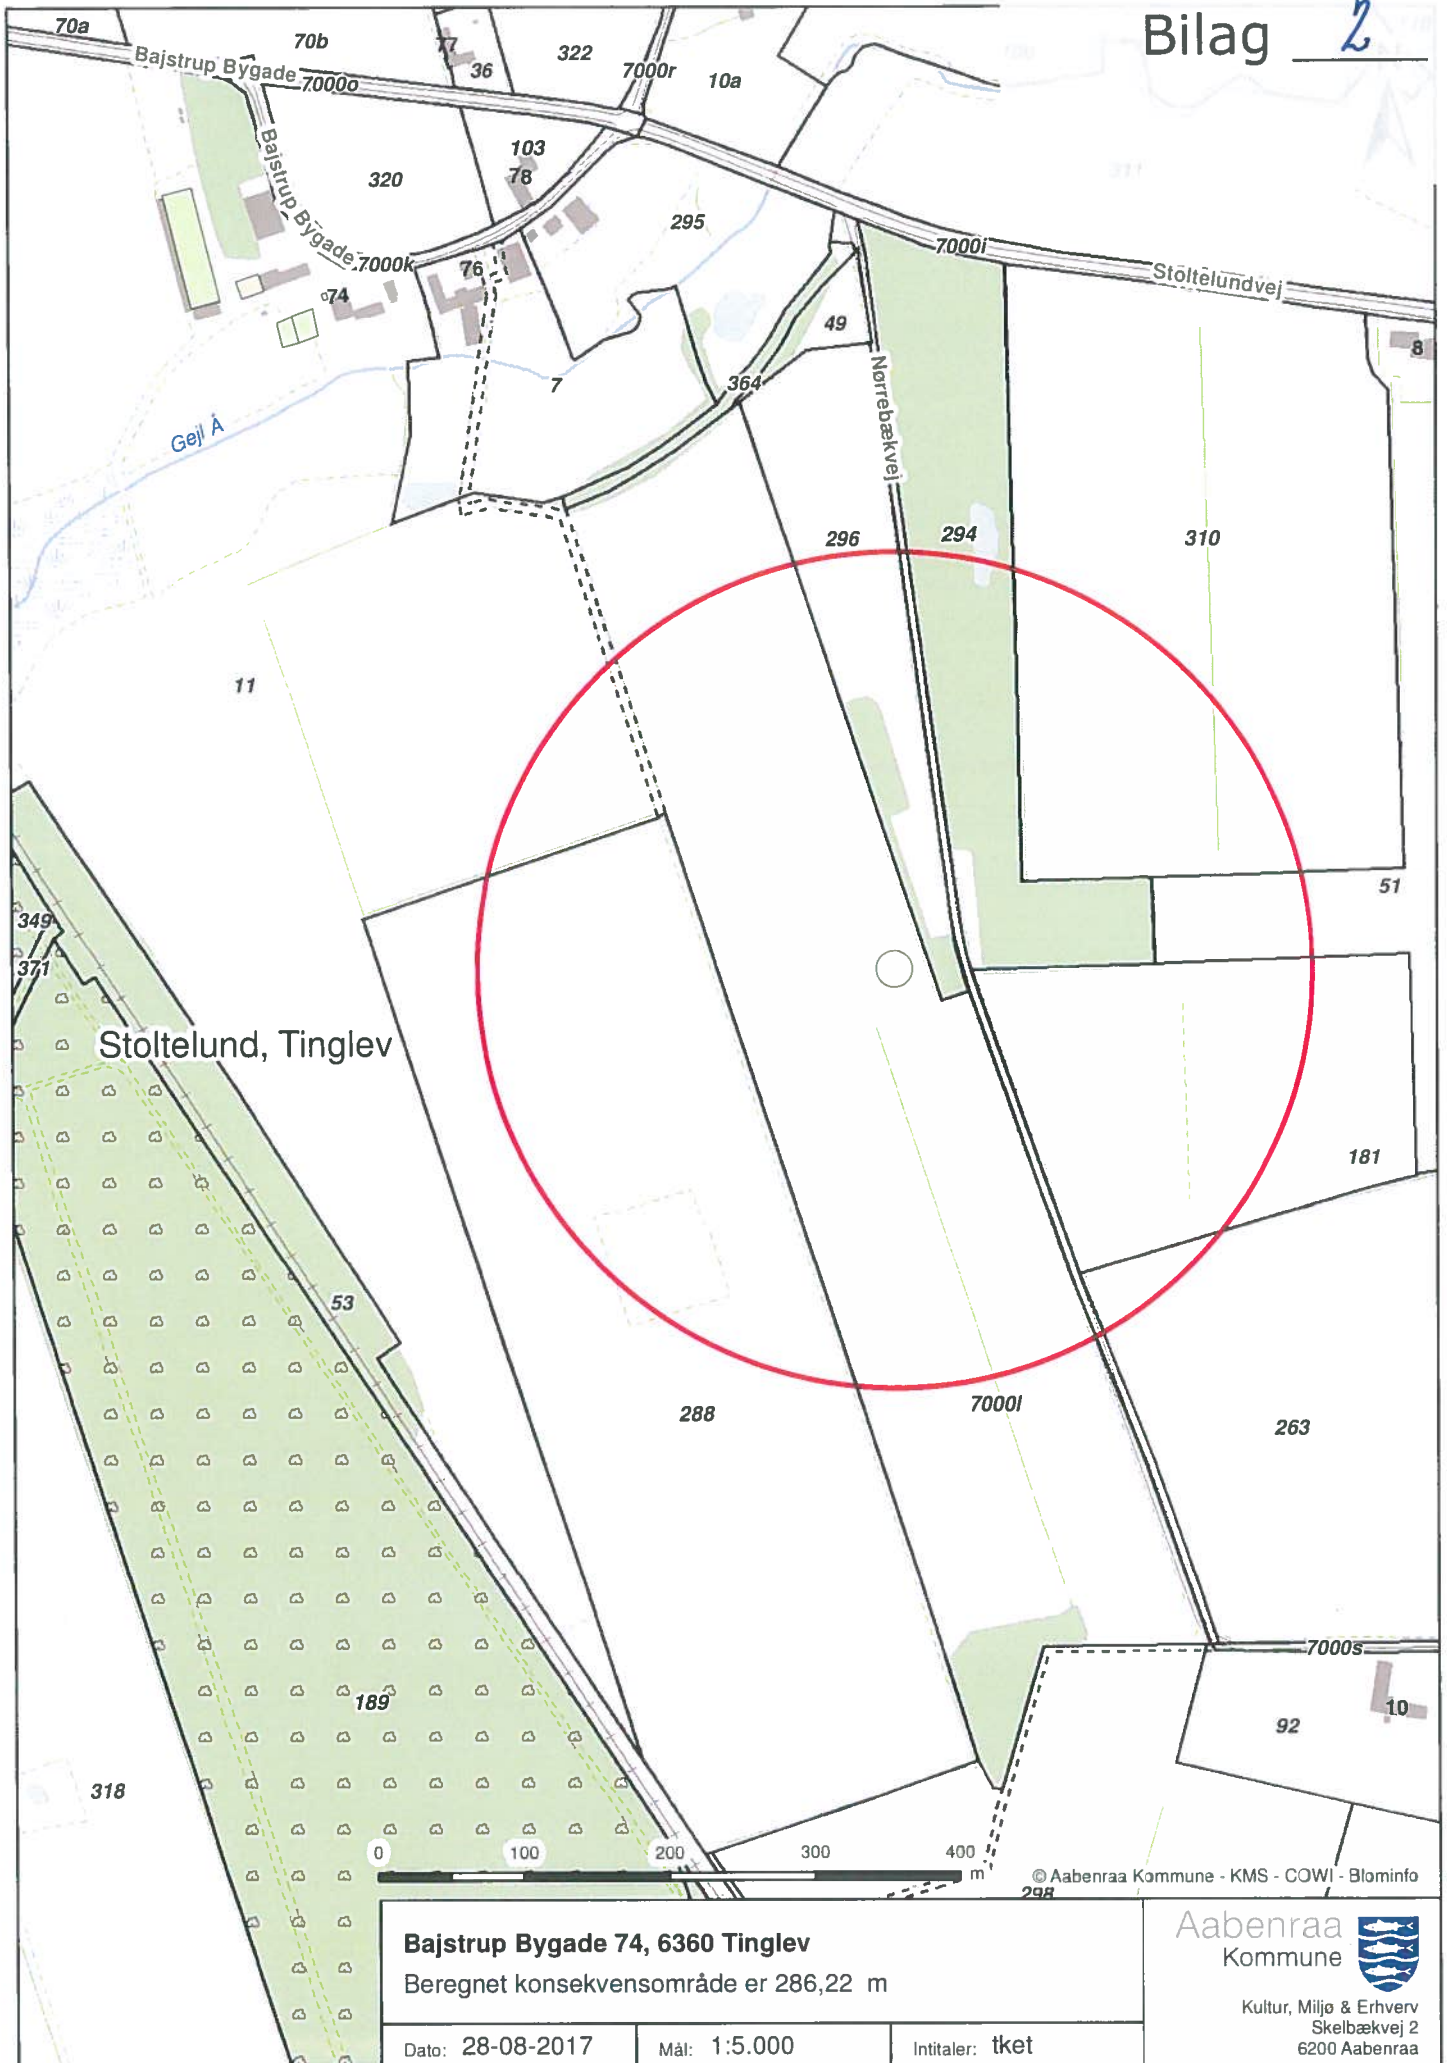 Bilag 2
70a
70b
77
36
322
7000r
10a
Bajstrup Bygade
7000o
Bajstrup Bygade
103
78
320
295
311
7000i
Stoltelundvej
7000k
76
74
49
8
7
364
Nørrebækvej
Gejl Å
296
294
310
11
51
349
371
Stoltelund, Tinglev
181
53
288
7000l
263
7000s
189
10
92
318
0 100 200 300 400 m
298
© Aabenraa Kommune - KMS - COWI - Blominfo
Bajstrup Bygade 74, 6360 Tinglev
Beregnet konsekvensområde er 286,22 m
Dato: 28-08-2017
Mål: 1:5.000
Intitaler: tket
Aabenraa
Kommune
Kultur, Miljø & Erhverv
Skelbækvej 2
6200 Aabenraa